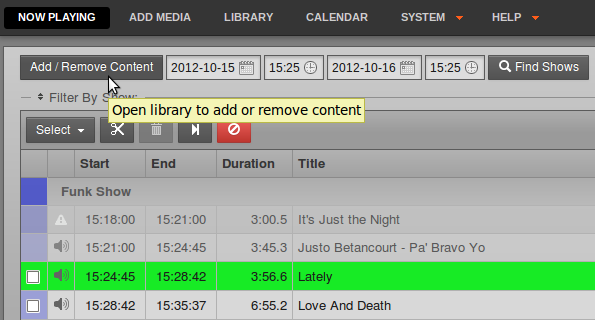 NOW PLAYING ADD MEDIA LIBRARY CALENDAR SYSTEM HELP
Add / Remove Content 2012-10-15 15:25 2012-10-16 15:25 Find Shows
Filter By Show:
Open library to add or remove content
Select
Start End Duration Title
Funk Show
15:18:00 15:21:00 3:00.5 It's Just the Night
15:21:00 15:24:45 3:45.3 Justo Betancourt - Pa' Bravo Yo
15:24:45 15:28:42 3:56.6 Lately
15:28:42 15:35:37 6:55.2 Love And Death